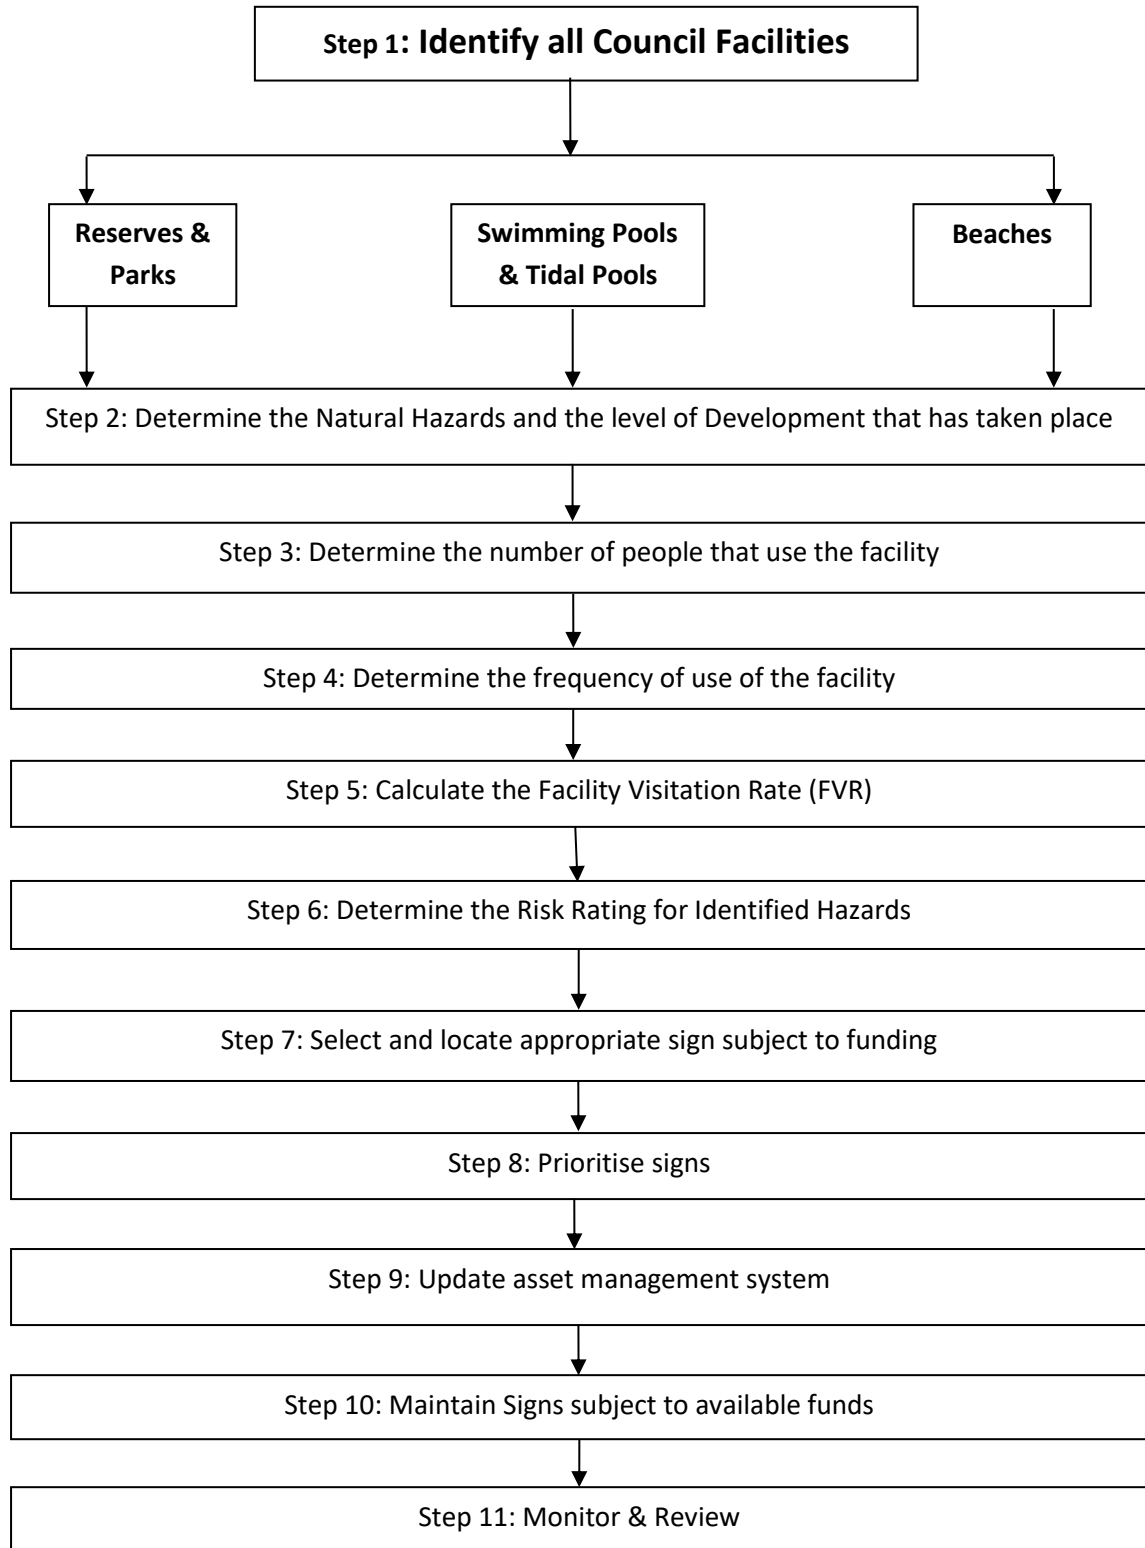 Step 1: Identify all Council Facilities
Reserves &
Parks
Swimming Pools
& Tidal Pools
Beaches
Step 2: Determine the Natural Hazards and the level of Development that has taken place
Step 3: Determine the number of people that use the facility
Step 4: Determine the frequency of use of the facility
Step 5: Calculate the Facility Visitation Rate (FVR)
Step 6: Determine the Risk Rating for Identified Hazards
Step 7: Select and locate appropriate sign subject to funding
Step 8: Prioritise signs
Step 9: Update asset management system
Step 10: Maintain Signs subject to available funds
Step 11: Monitor & Review